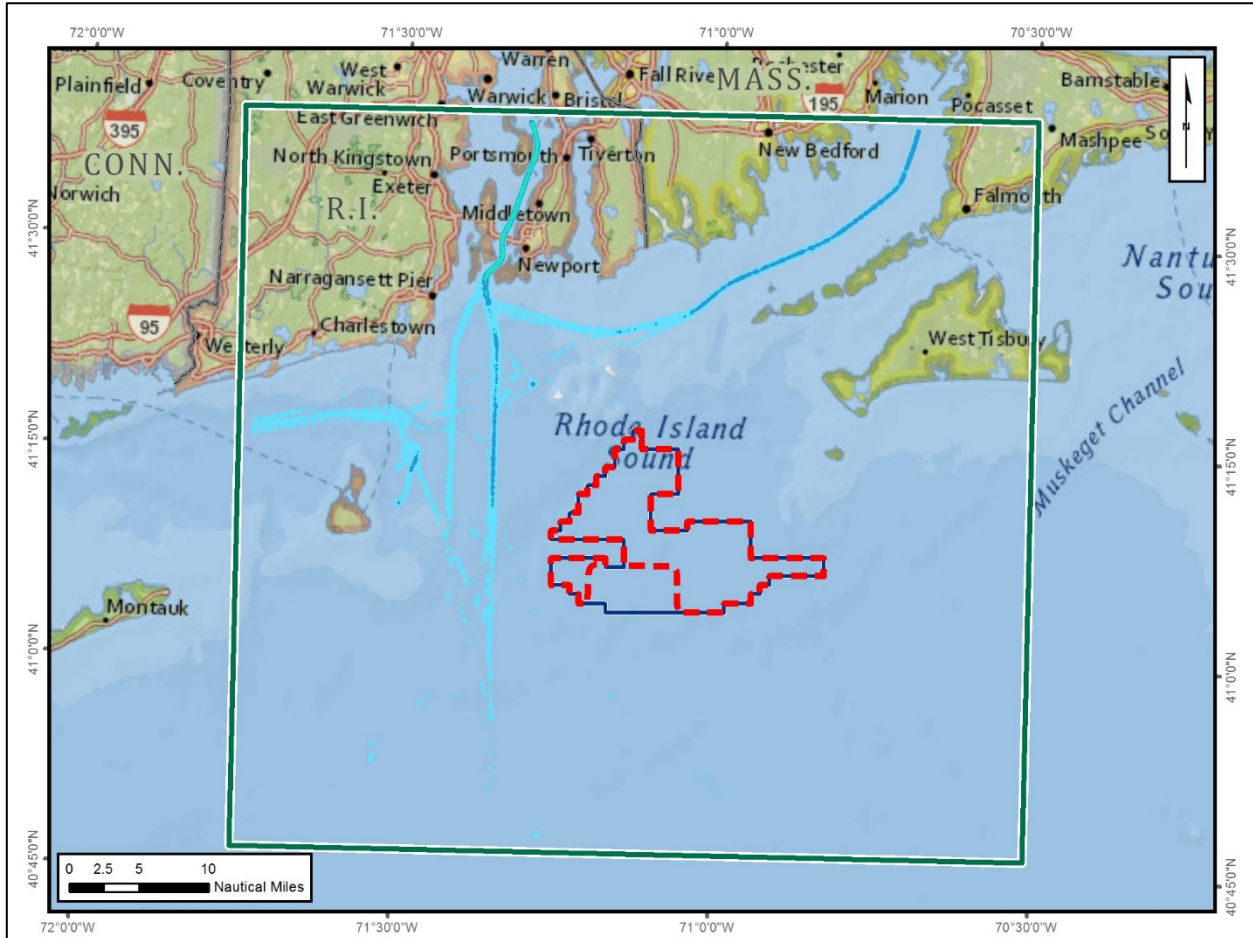 72°0'0"W
71°30'0"W
71°0'0"W
70°30'0"W
Plainfield
Coventry
West
Warwick
Warren
Warwick
Bristol
Fall River
MASS.
195
Marion
Barnstable
Pocasset
Mashpee
395
East Greenwich
North Kingstown
Portsmouth
Tiverton
New Bedford
CONN.
Norwich
Exeter
R.I.
Middletown
Falmouth
41°30'0"N
41°30'0"N
Narragansett Pier
Newport
Nantu
Sou
95
Charlestown
Westerly
West Tisbury
Muskeget Channel
Rhode Island
Sound
41°15'0"N
41°15'0"N
Montauk
41°0'0"N
41°0'0"N
40°45'0"N
40°45'0"N
0 2.5 5 10
Nautical Miles
72°0'0"W
71°30'0"W
71°0'0"W
70°30'0"W
N